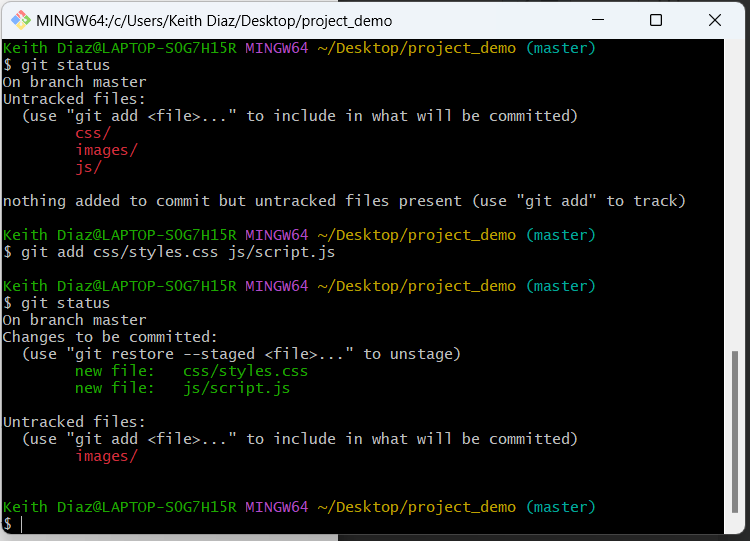 MINGW64:/c/Users/Keith Diaz/Desktop/project_demo
Keith Diaz@LAPTOP-S0G7H15R MINGW64 ~/Desktop/project_demo (master)
$ git status
On branch master
Untracked files:
  (use "git add <file>..." to include in what will be committed)
        css/
        images/
        js/

nothing added to commit but untracked files present (use "git add" to track)

Keith Diaz@LAPTOP-S0G7H15R MINGW64 ~/Desktop/project_demo (master)
$ git add css/styles.css js/script.js

Keith Diaz@LAPTOP-S0G7H15R MINGW64 ~/Desktop/project_demo (master)
$ git status
On branch master
Changes to be committed:
  (use "git restore --staged <file>..." to unstage)
        new file:   css/styles.css
        new file:   js/script.js

Untracked files:
  (use "git add <file>..." to include in what will be committed)
        images/

Keith Diaz@LAPTOP-S0G7H15R MINGW64 ~/Desktop/project_demo (master)
$